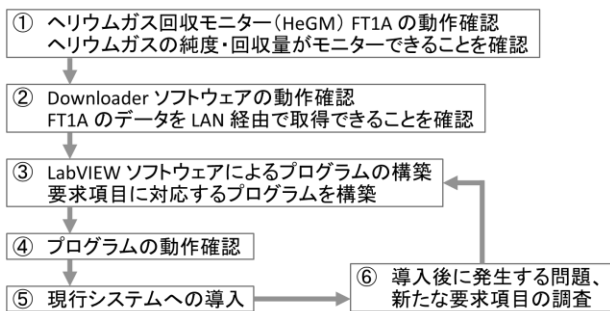 ① ヘリウムガス回収モニター(HeGM) FT1A の動作確認
ヘリウムガスの純度・回収量がモニターできることを確認
② Downloader ソフトウェアの動作確認
FT1A のデータを LAN 経由で取得できることを確認
③ LabVIEW ソフトウェアによるプログラムの構築
要求項目に対応するプログラムを構築
④ プログラムの動作確認
⑤ 現行システムへの導入
⑥ 導入後に発生する問題、
新たな要求項目の調査